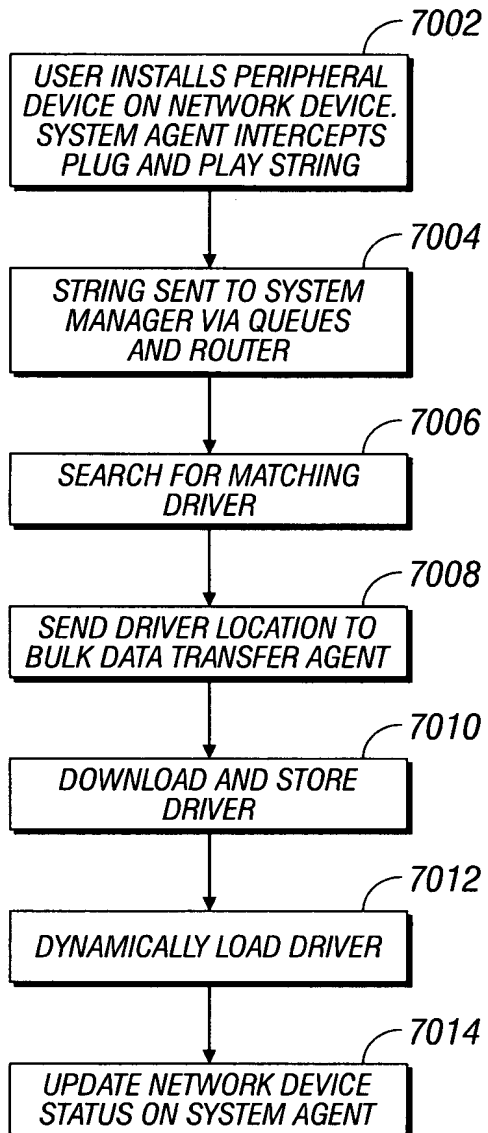 7002
USER INSTALLS PERIPHERAL
DEVICE ON NETWORK DEVICE.
SYSTEM AGENT INTERCEPTS
PLUG AND PLAY STRING
7004
STRING SENT TO SYSTEM
MANAGER VIA QUEUES
AND ROUTER
7006
SEARCH FOR MATCHING
DRIVER
7008
SEND DRIVER LOCATION TO
BULK DATA TRANSFER AGENT
7010
DOWNLOAD AND STORE
DRIVER
7012
DYNAMICALLY LOAD DRIVER
7014
UPDATE NETWORK DEVICE
STATUS ON SYSTEM AGENT